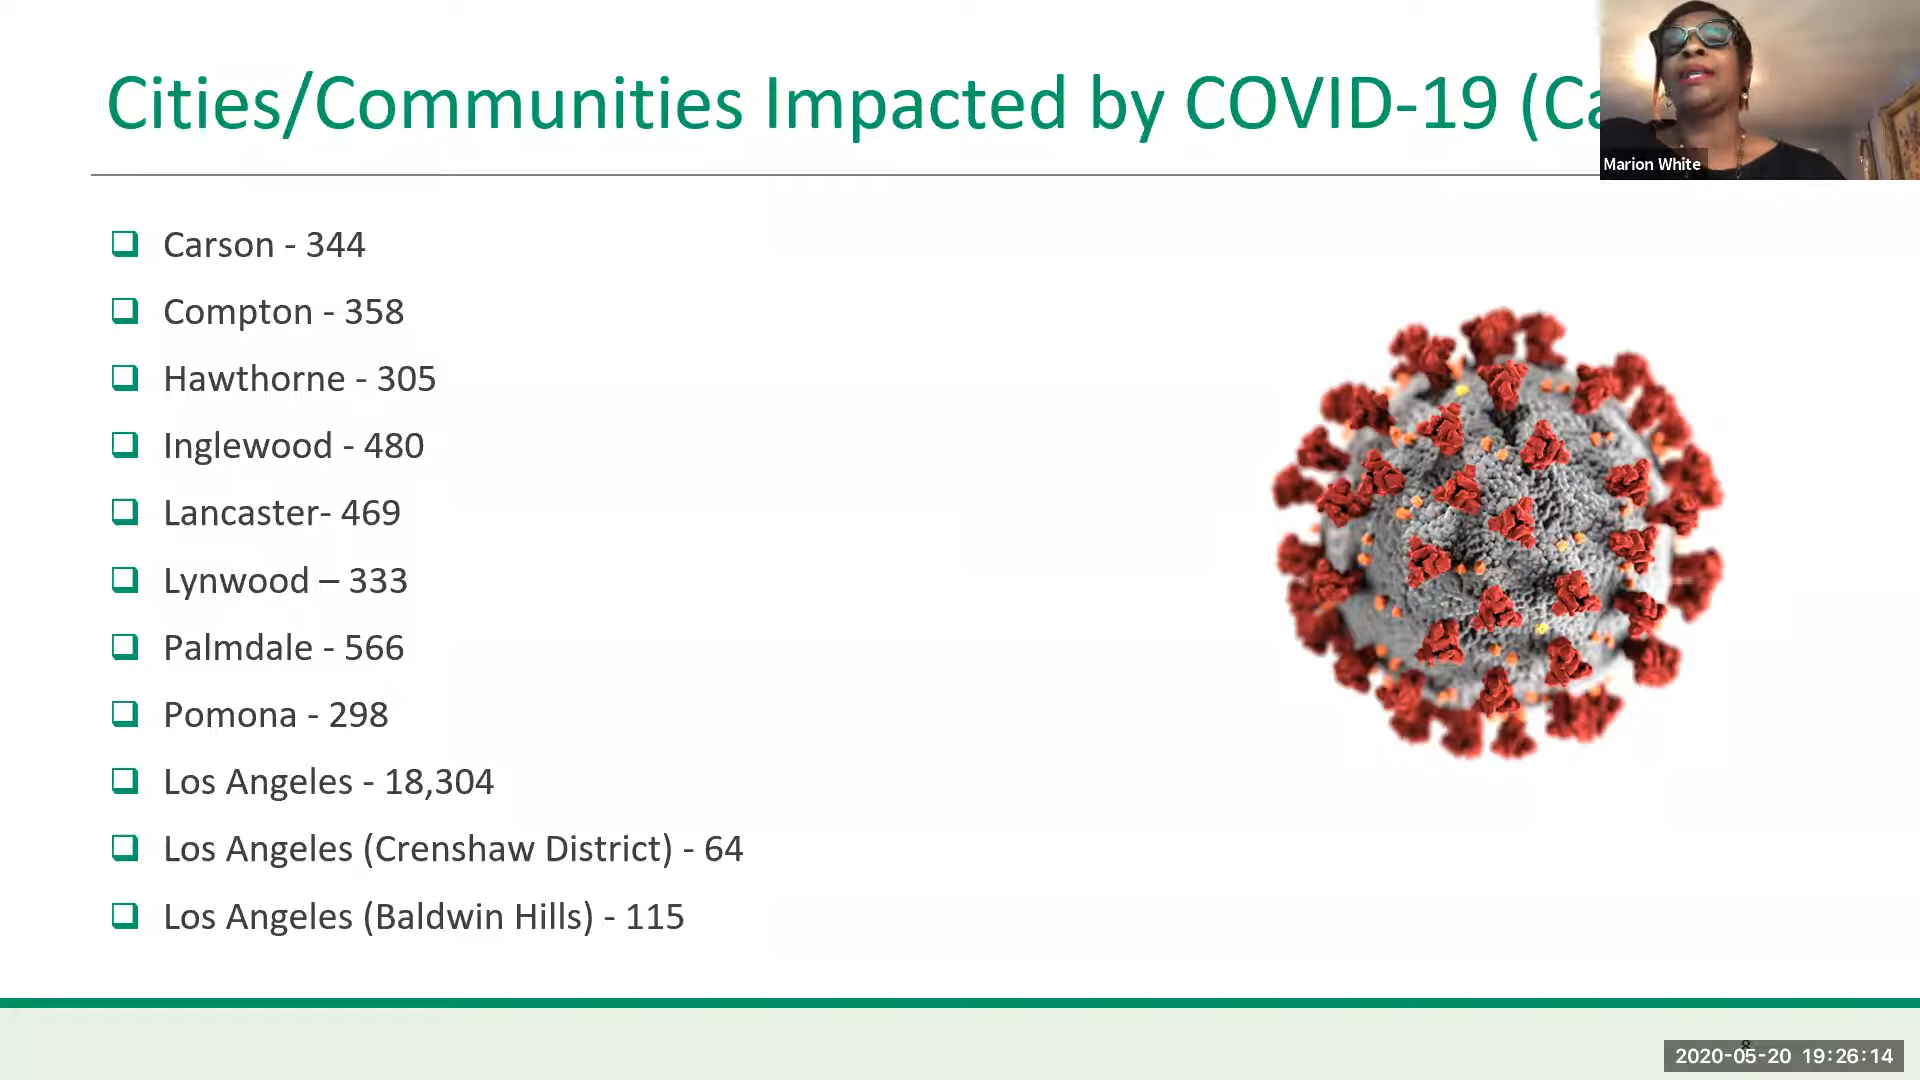 Cities/Communities Impacted by COVID-19 (Ca
Marion White
❑ Carson - 344
❑ Compton - 358
❑ Hawthorne - 305
❑ Inglewood - 480
❑ Lancaster- 469
❑ Lynwood – 333
❑ Palmdale - 566
❑ Pomona - 298
❑ Los Angeles - 18,304
❑ Los Angeles (Crenshaw District) - 64
❑ Los Angeles (Baldwin Hills) - 115
2020-05-20 19:26:14